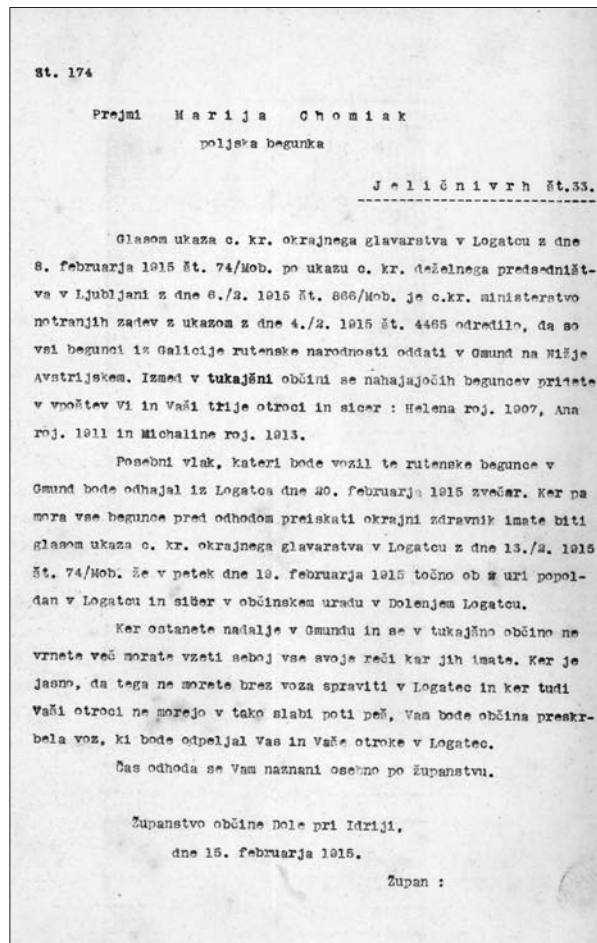 št. 174
Prejmi Marija Chomiak
poljska begunka
Jeličnivrh št.33.
Glasom ukaza c. kr. okrajnega glavarstva v Logatcu z dne
8. februarja 1915 št. 74/Mob. po ukazu c. kr. deželnega predsedništ-
va v Ljubljani z dne 6./2. 1915 št. 866/Mob. je c.kr. ministerstvo
notranjih zadev z ukazom z dne 4./2. 1915 št. 4465 odredilo, da so
vsi begunci iz Galicije rutenske narodnosti oddati v Gmund na Nižje
Avstrijskem. Izmed v tukajšni občini se nahajajočih beguncev pridete
v vpoštev Vi in Vaši trije otroci in sicer : Helena roj. 1907, Ana
roj. 1911 in Michaline roj. 1913.
Posebni vlak, kateri bode vozil te rutenske begunce v
Gmund bode odhajal iz Logatca dne 20. februarja 1915 zvečar. Ker pa
mora vse begunce pred odhodom preiskati okrajni zdravnik imate biti
glasom ukaza c. kr. okrajnega glavarstva v Logatcu z dne 13./2. 1915
št. 74/Mob. že v petek dne 19. februarja 1915 točno ob uri popol-
dan v Logatcu in sicer v občinskem uradu v Dolenjem Logatcu.
Ker ostanete nadalje v Gmundu in se v tukajšno občino ne
vrnete več morate vzeti seboj vse svoje reči kar jih imate. Ker je
jasno, da tega ne morete brez voza spraviti v Logatec in ker tudi
Vaši otroci ne morejo v tako slabi poti peš, Vam bode občina preskr-
bela voz, ki bode odpeljal Vas in Vaše otroke v Logatec.
Čas odhoda se Vam naznani osebno po županstvu.
Županstvo občine Dole pri Idriji,
dne 15. februarja 1915.
Župan :